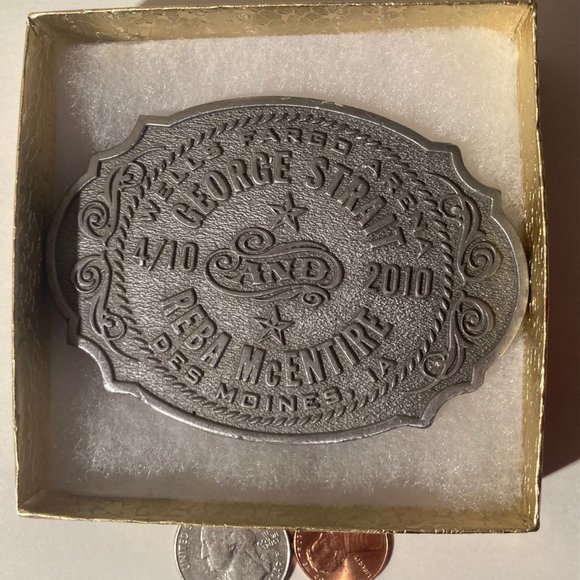 WELLS FARGO ARENA
GEORGE STRAIT
4/10 AND 2010
REBA McENTIRE
DES MOINES, IA